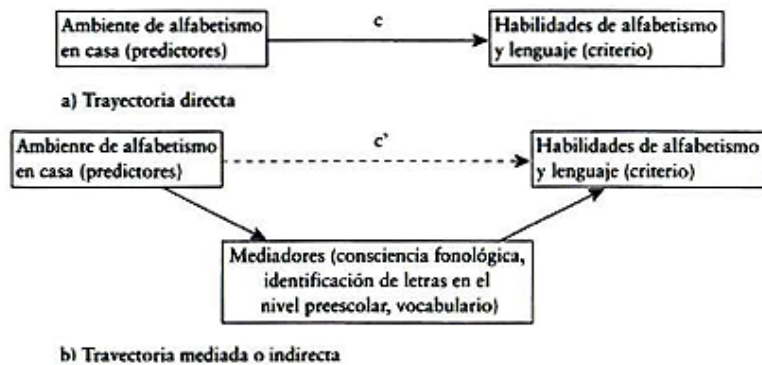 Ambiente de alfabetismo
en casa (predictores)
c
Habilidades de alfabetismo
y lenguaje (criterio)
a) Trayectoria directa
Ambiente de alfabetismo
en casa (predictores)
c'
Habilidades de alfabetismo
y lenguaje (criterio)
Mediadores (consciencia fonológica,
identificación de letras en el
nivel preescolar, vocabulario)
b) Trayectoria mediada o indirecta